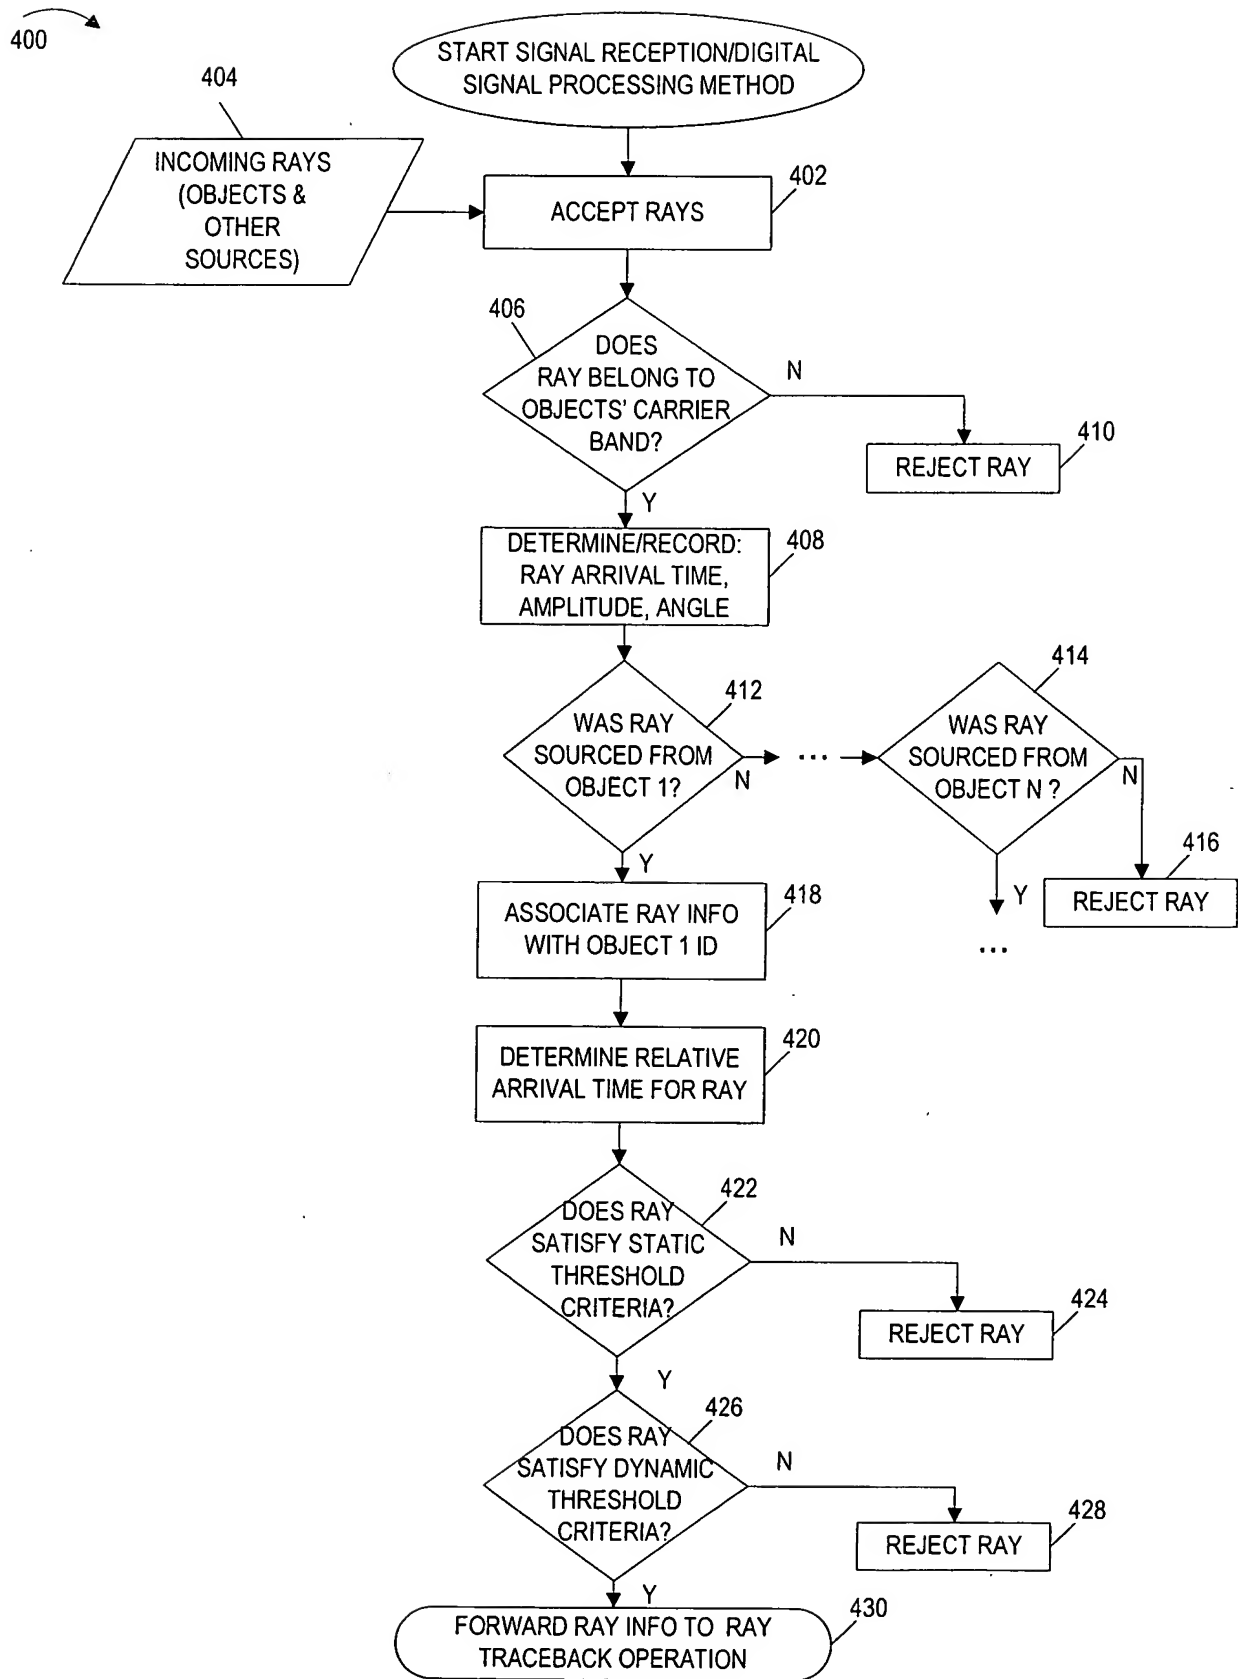 400
START SIGNAL RECEPTION/DIGITAL
SIGNAL PROCESSING METHOD
404
INCOMING RAYS
(OBJECTS &
OTHER
SOURCES)
402
ACCEPT RAYS
406
DOES
RAY BELONG TO
OBJECTS' CARRIER
BAND?
N
410
REJECT RAY
Y
408
DETERMINE/RECORD:
RAY ARRIVAL TIME,
AMPLITUDE, ANGLE
412
WAS RAY
SOURCED FROM
OBJECT 1?
N
...
414
WAS RAY
SOURCED FROM
OBJECT N ?
N
416
REJECT RAY
Y
...
Y
418
ASSOCIATE RAY INFO
WITH OBJECT 1 ID
420
DETERMINE RELATIVE
ARRIVAL TIME FOR RAY
422
DOES RAY
SATISFY STATIC
THRESHOLD
CRITERIA?
N
424
REJECT RAY
Y
426
DOES RAY
SATISFY DYNAMIC
THRESHOLD
CRITERIA?
N
428
REJECT RAY
Y
430
FORWARD RAY INFO TO RAY
TRACEBACK OPERATION